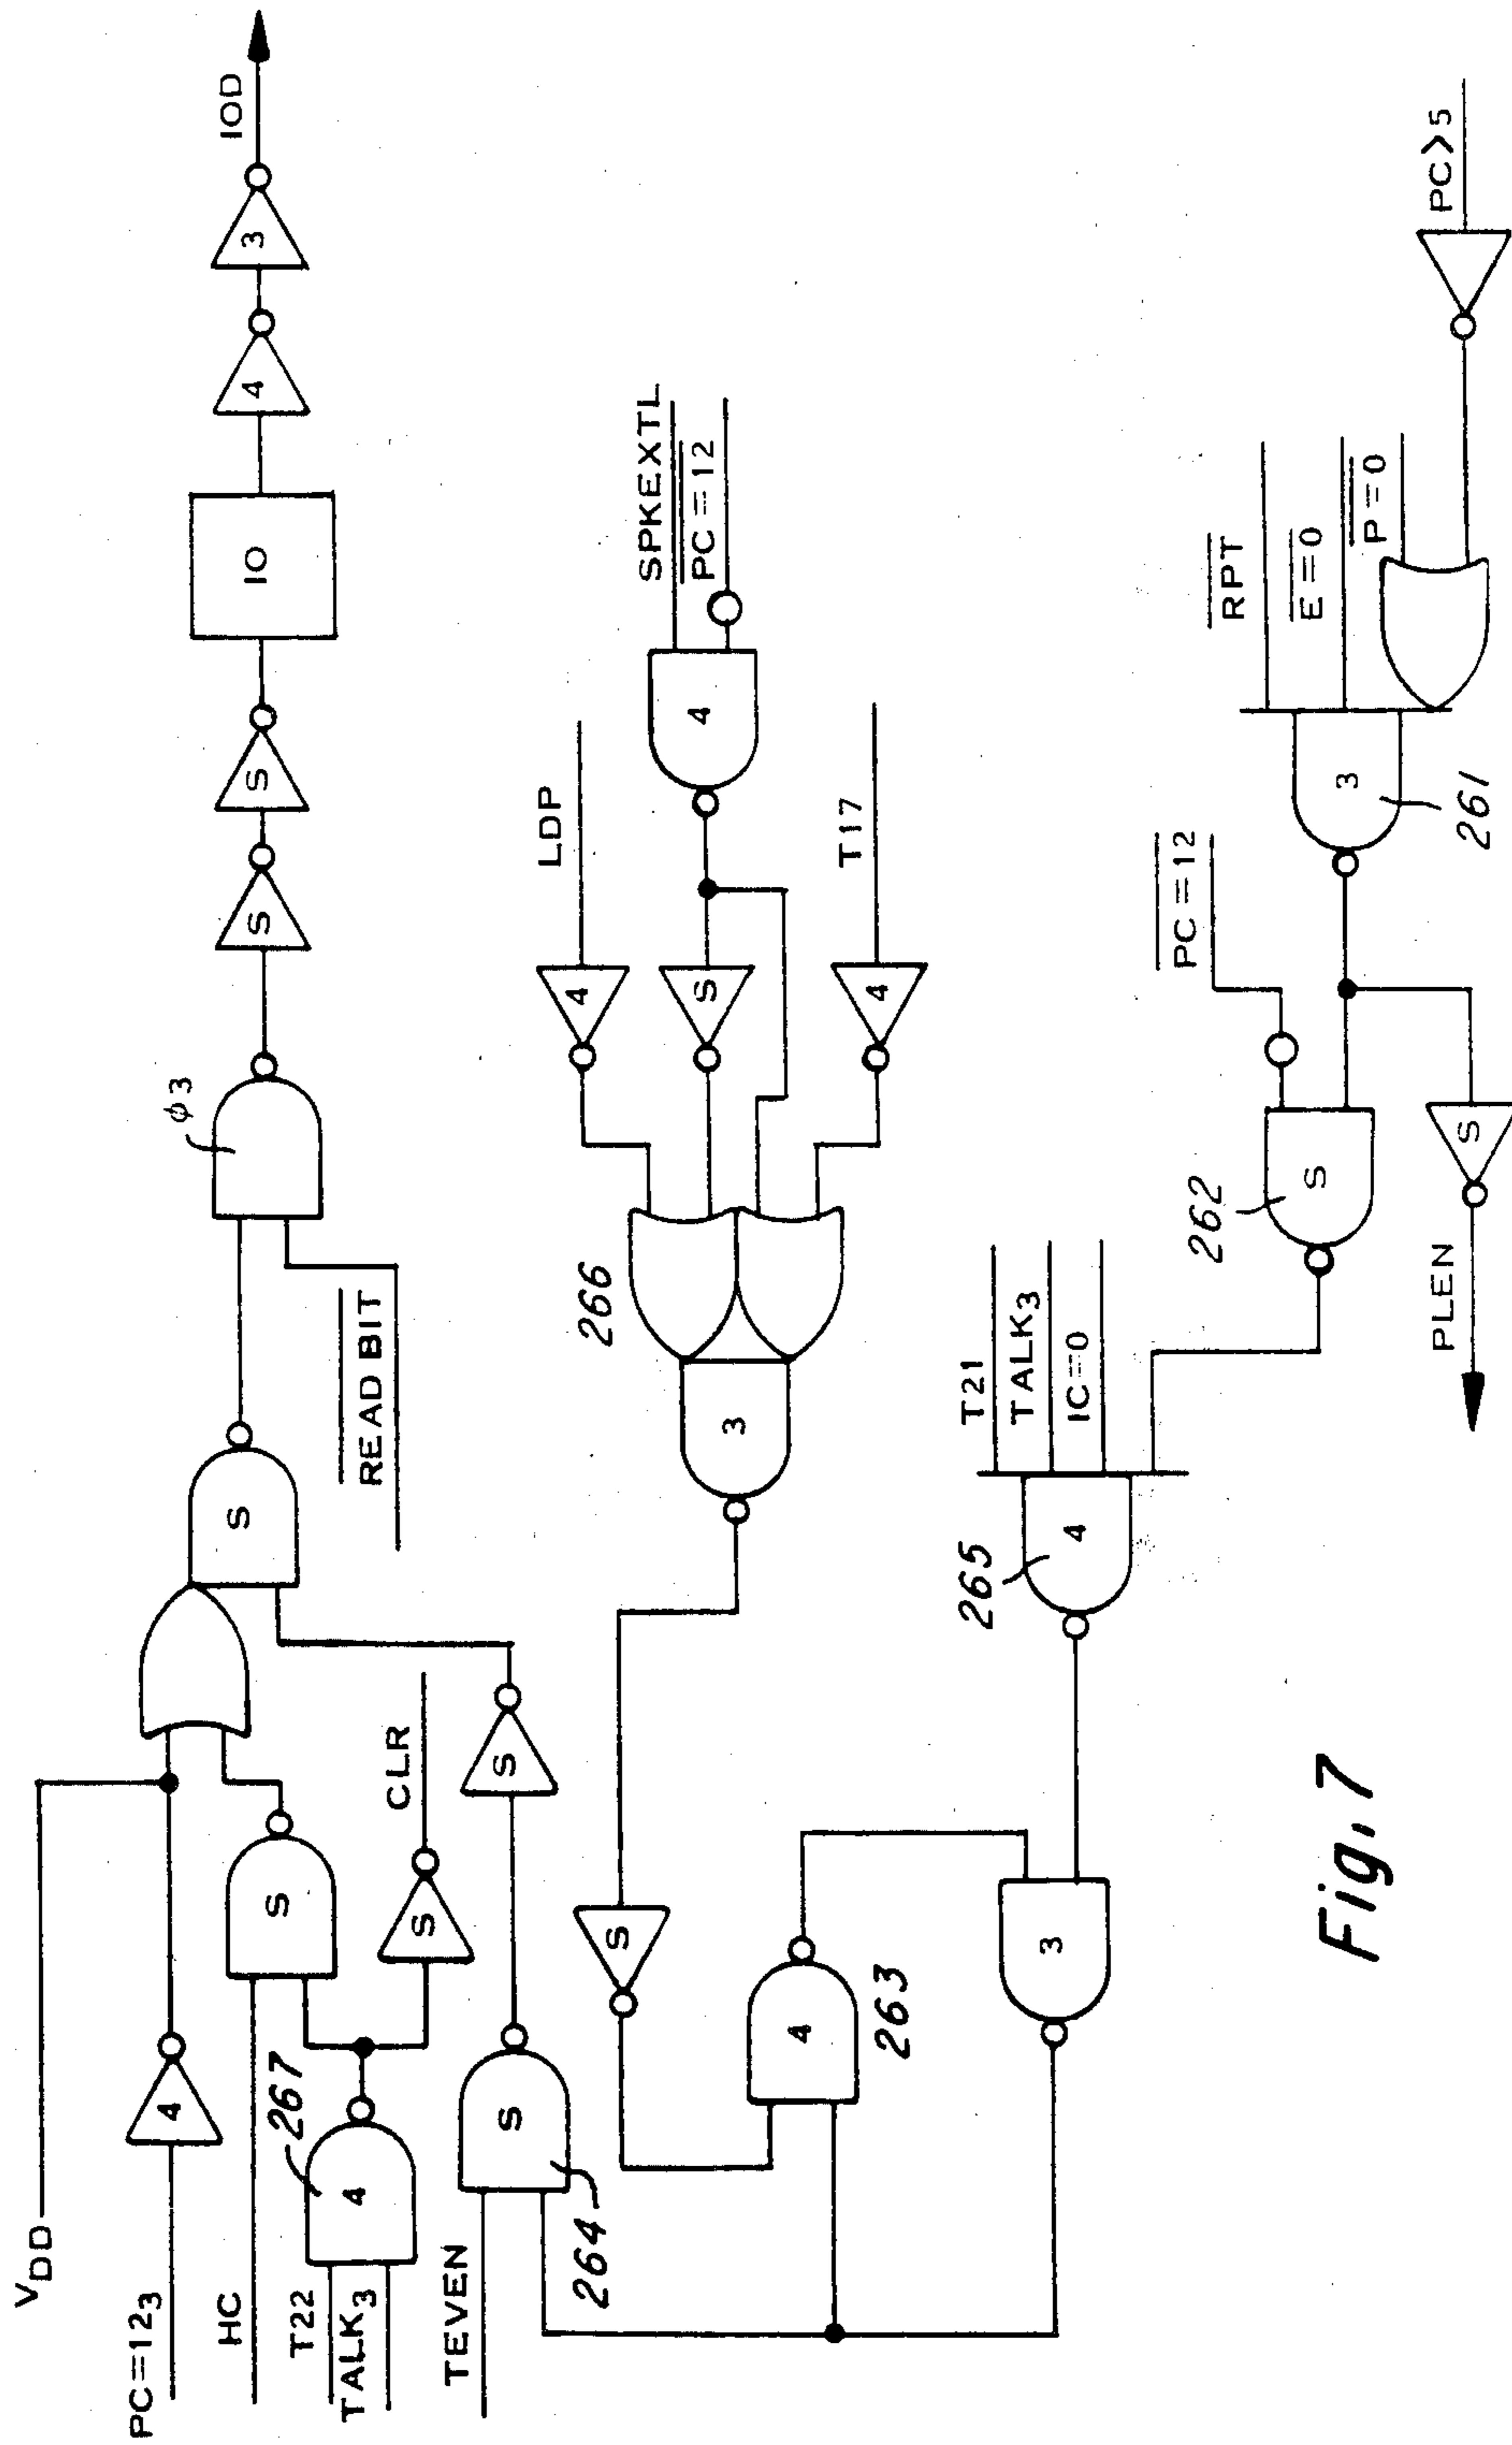 V_DD
PC=12_3
HC
T22
TALK_3
TEVEN
4
267
4
S
S
CLR
S
264
S
S
φ3
READ BIT
S
S
IO
4
3
IOD
S
4
263
3
3
266
4
S
4
LDP
T17
4
SPKEXTL
PC=12
265
4
T21
TALK_3
IC=0
262
S
S
PLEN
PC=12
3
261
RPT
E=0
P=0
PC>5
Fig. 7